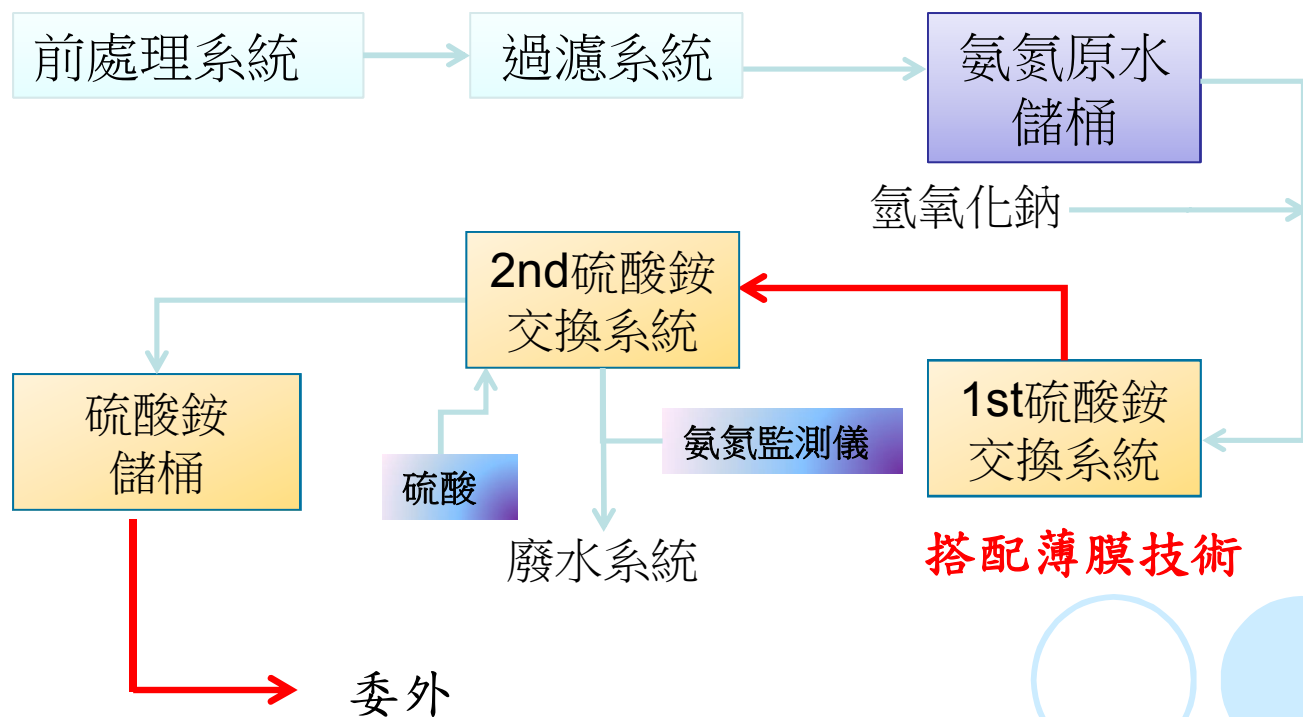 前處理系統
過濾系統
氨氮原水
儲桶
氫氧化鈉
2nd硫酸銨
交換系統
1st硫酸銨
交換系統
硫酸銨
儲桶
氨氮監測儀
硫酸
廢水系統
搭配薄膜技術
委外